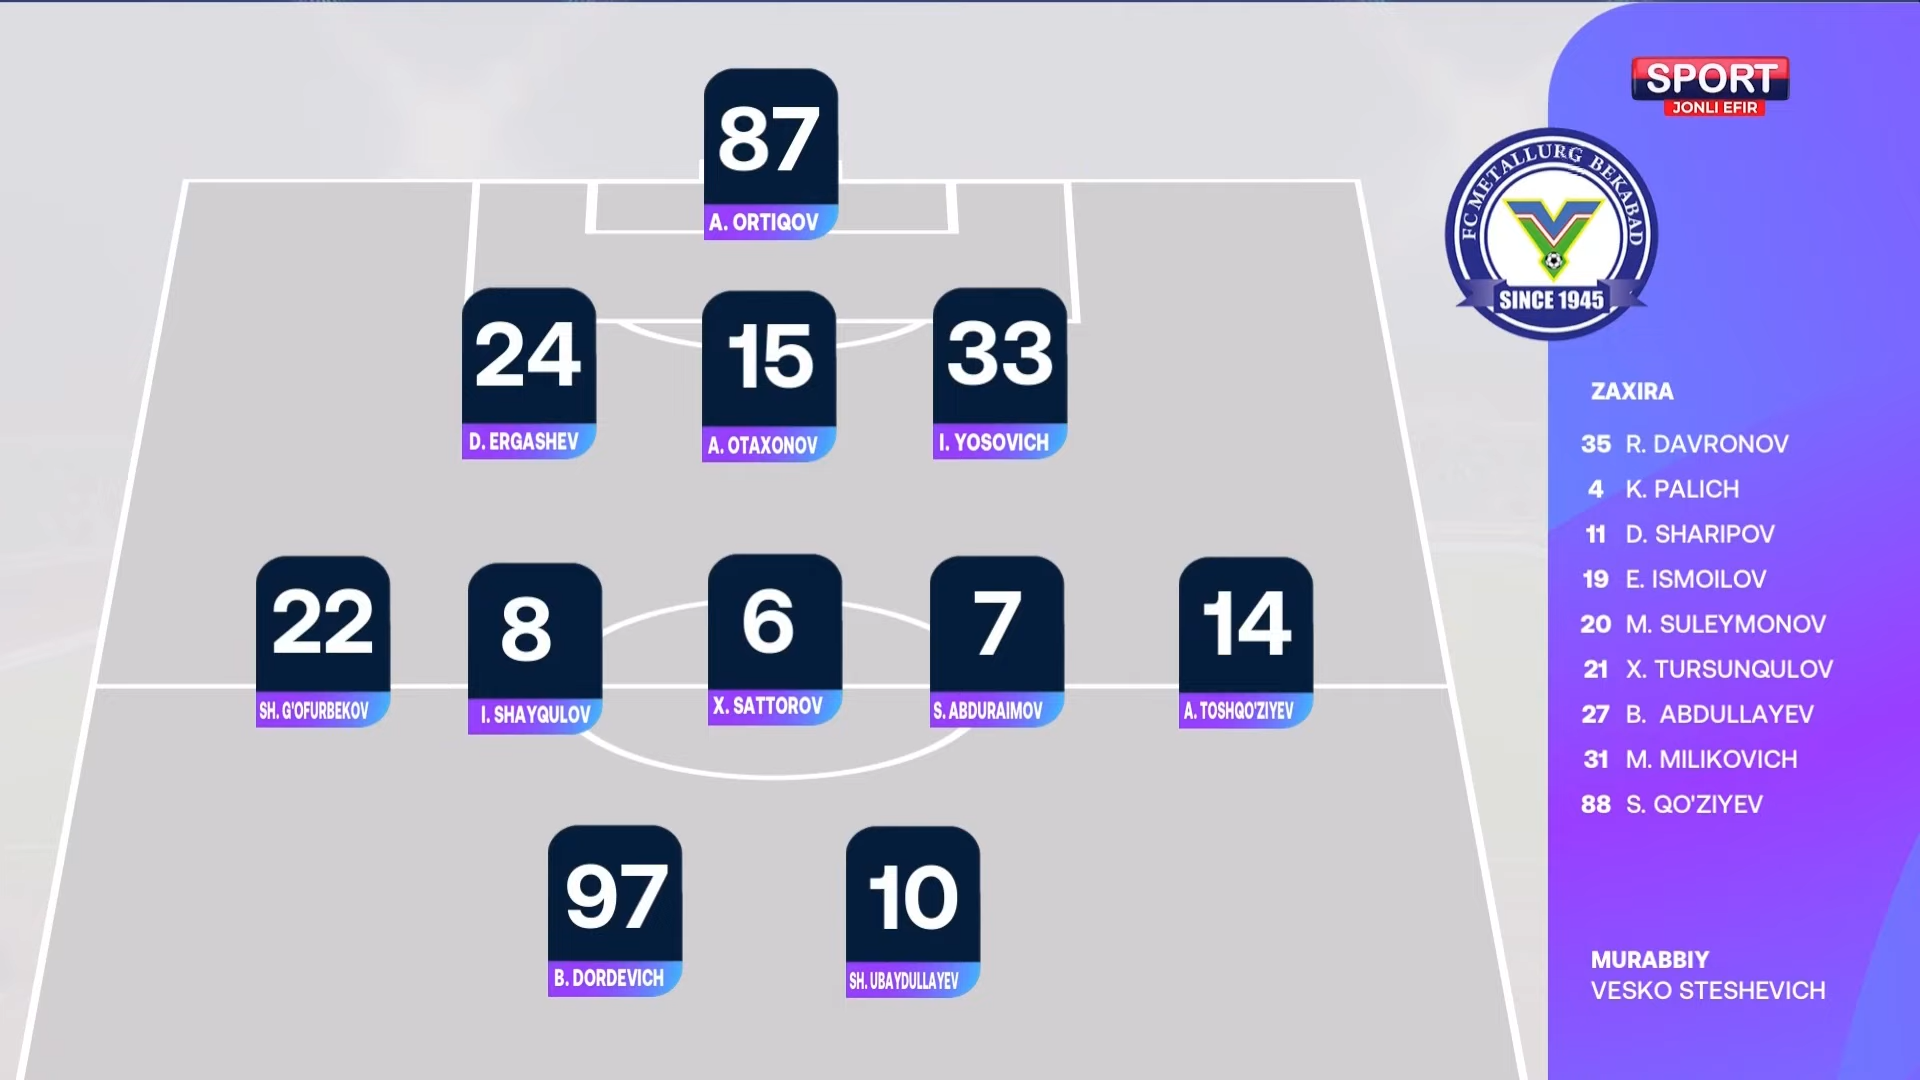 87
A. ORTIQOV
24
D. ERGASHEV
15
A. OTAXONOV
33
I. YOSOVICH
22
SH. G'OFURBEKOV
8
I. SHAYQULOV
6
X. SATTOROV
7
S. ABDURAIMOV
14
A. TOSHQO'ZIYEV
97
B. DORDEVICH
10
SH. UBAYDULLAYEV
SPORT
JONLI EFIR
FC METALLURG BEKABAD
SINCE 1945
ZAXIRA
35 R. DAVRONOV
4 K. PALICH
11 D. SHARIPOV
19 E. ISMOILOV
20 M. SULEYMONOV
21 X. TURSUNQULOV
27 B. ABDULLAYEV
31 M. MILIKOVICH
88 S. QO'ZIYEV
MURABBIY
VESKO STESHEVICH